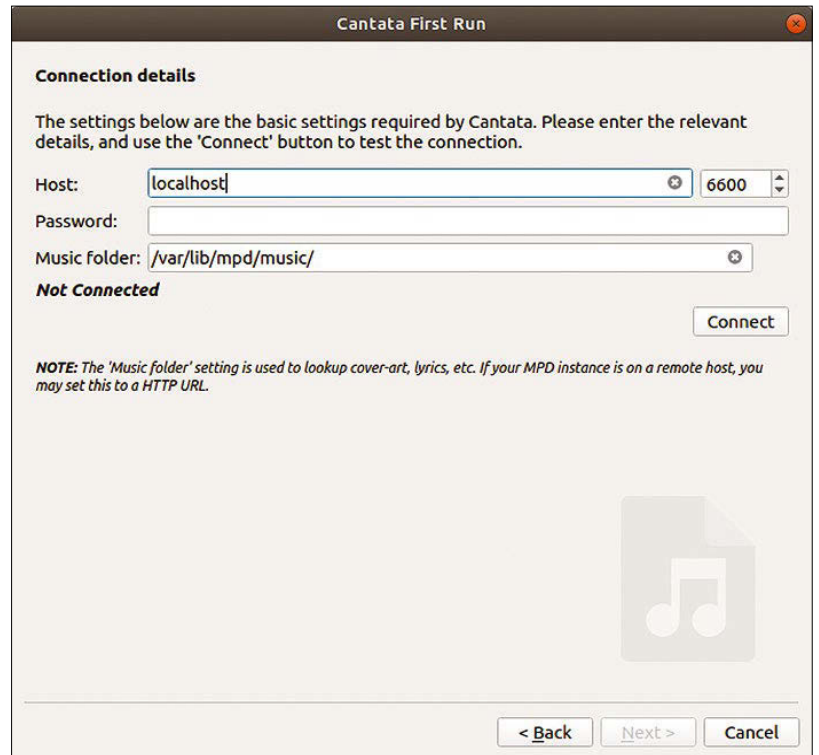 Cantata First Run
Connection details
The settings below are the basic settings required by Cantata. Please enter the relevant
details, and use the 'Connect' button to test the connection.
Host: localhost 6600
Password:
Music folder: /var/lib/mpd/music/
Not Connected
Connect
NOTE: The 'Music folder' setting is used to lookup cover-art, lyrics, etc. If your MPD instance is on a remote host, you
may set this to a HTTP URL.
< Back Next > Cancel